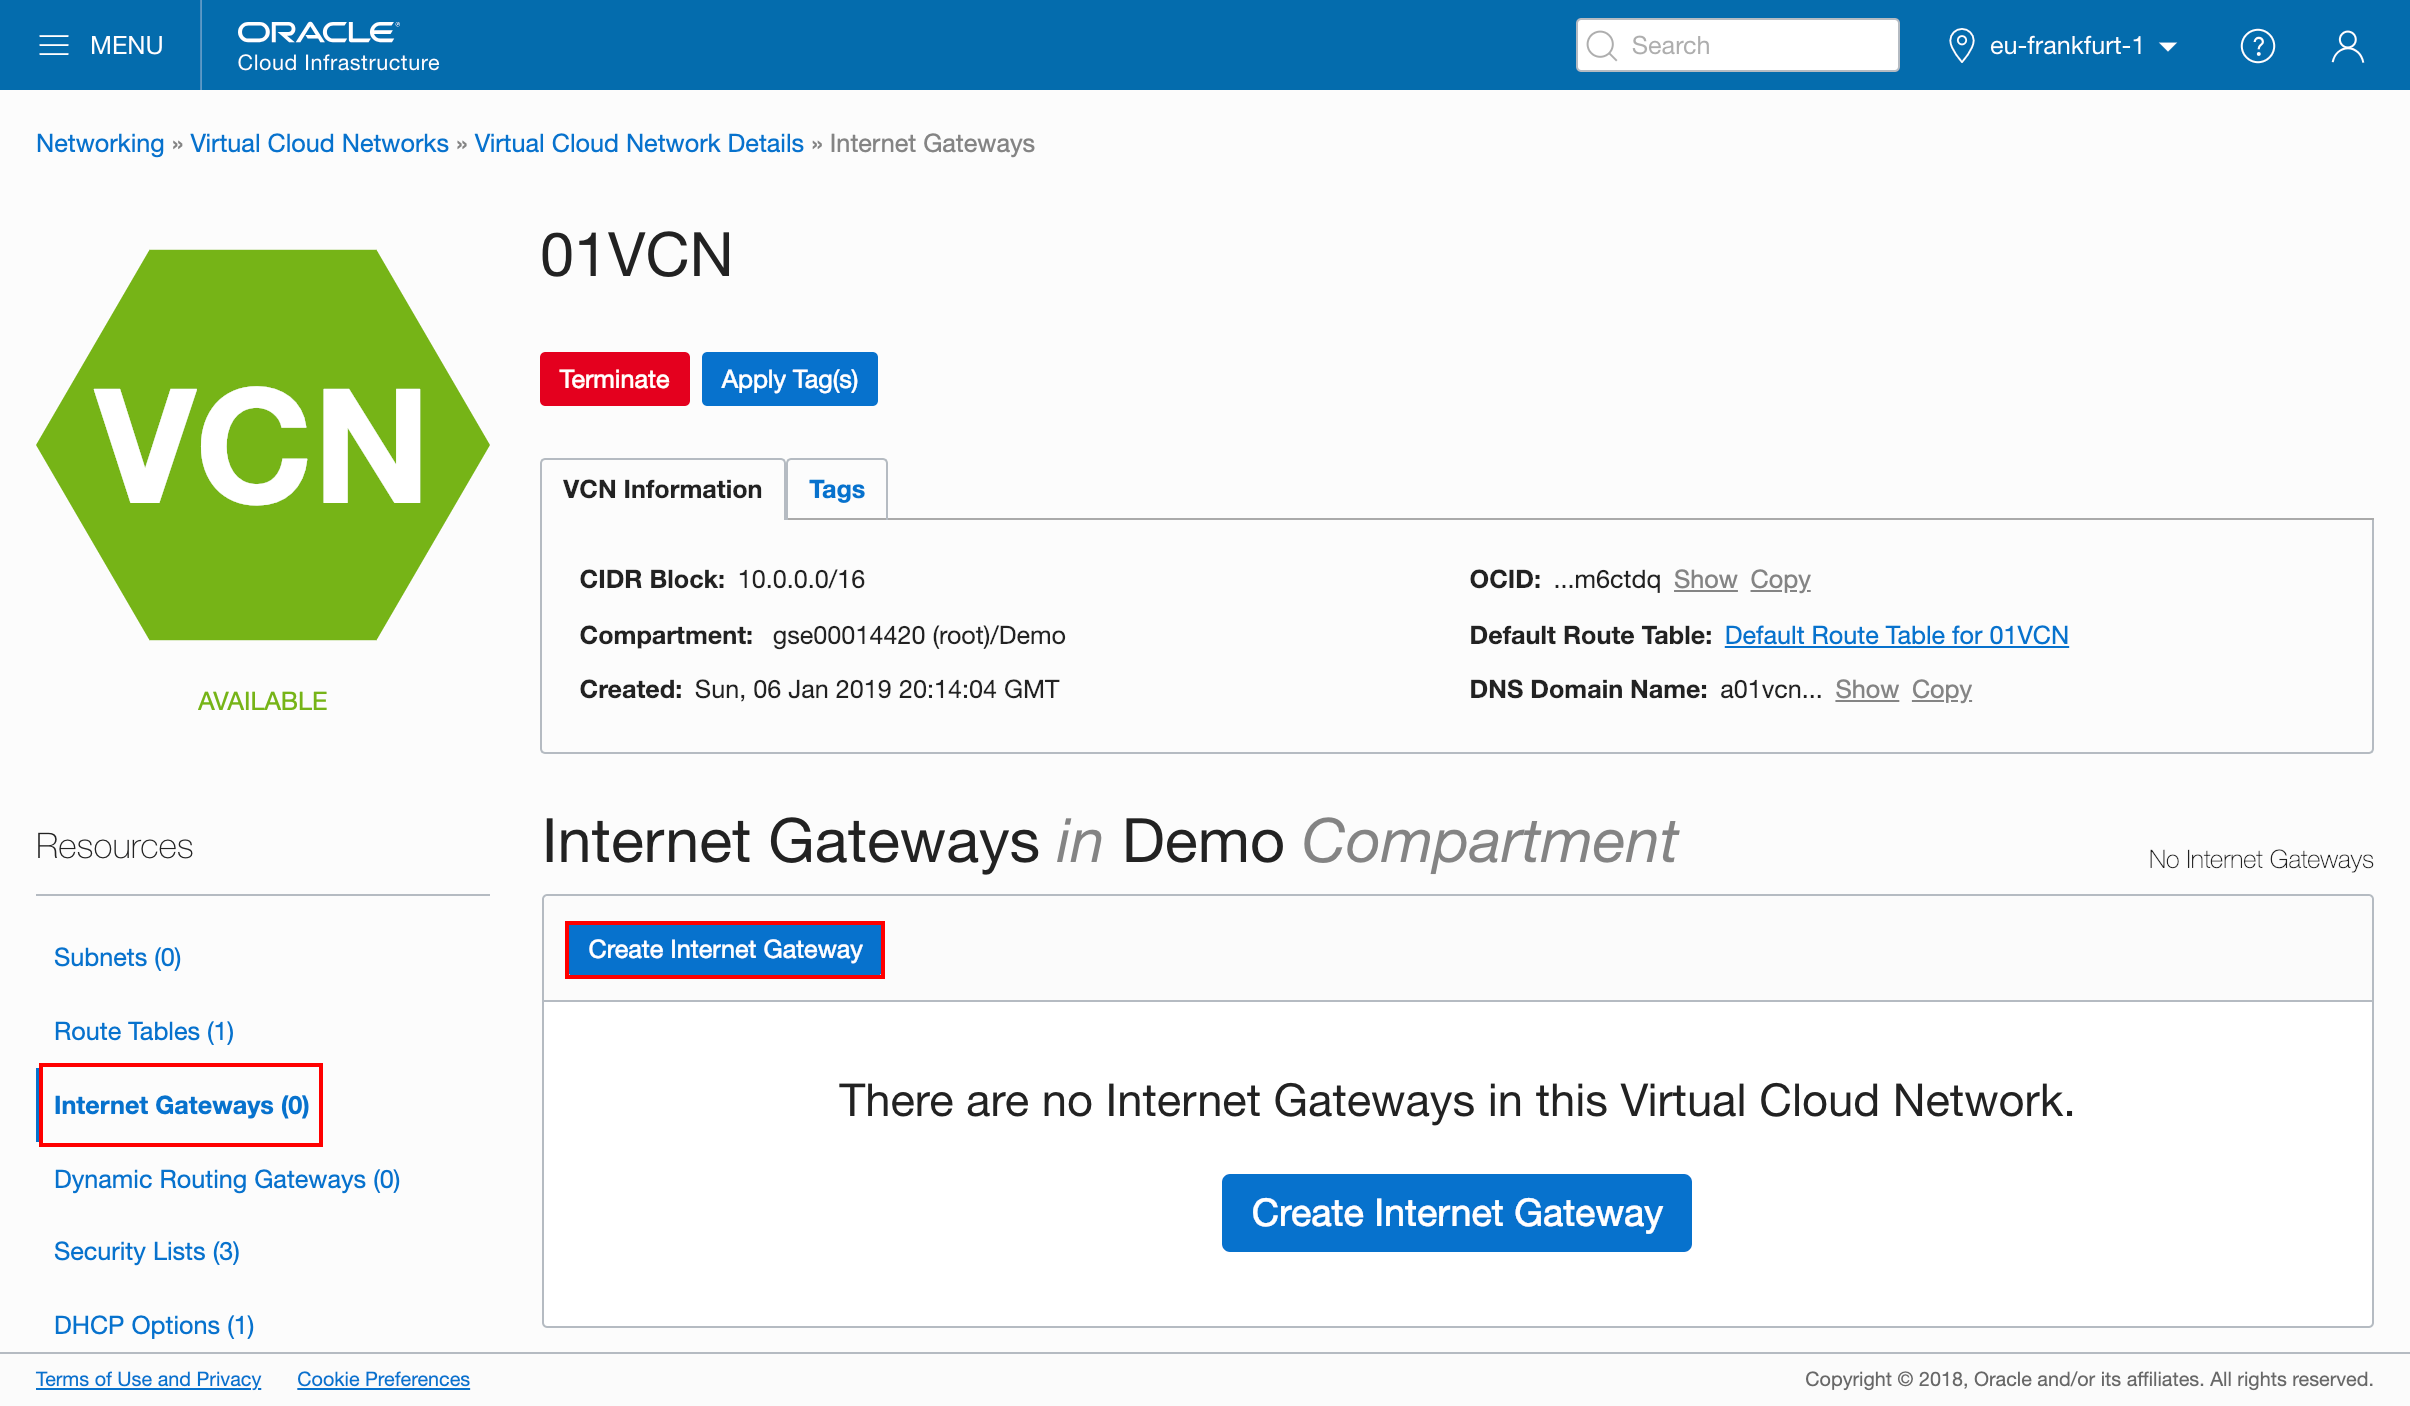 MENU
ORACLE
Cloud Infrastructure
Search
eu-frankfurt-1
?
Networking » Virtual Cloud Networks » Virtual Cloud Network Details » Internet Gateways
VCN
AVAILABLE
01VCN
Terminate
Apply Tag(s)
VCN Information
Tags
CIDR Block: 10.0.0.0/16
Compartment: gse00014420 (root)/Demo
Created: Sun, 06 Jan 2019 20:14:04 GMT
OCID: ...m6ctdq Show Copy
Default Route Table: Default Route Table for 01VCN
DNS Domain Name: a01vcn... Show Copy
Resources
Subnets (0)
Route Tables (1)
Internet Gateways (0)
Dynamic Routing Gateways (0)
Security Lists (3)
DHCP Options (1)
Internet Gateways in Demo Compartment
No Internet Gateways
Create Internet Gateway
There are no Internet Gateways in this Virtual Cloud Network.
Create Internet Gateway
Terms of Use and Privacy
Cookie Preferences
Copyright © 2018, Oracle and/or its affiliates. All rights reserved.